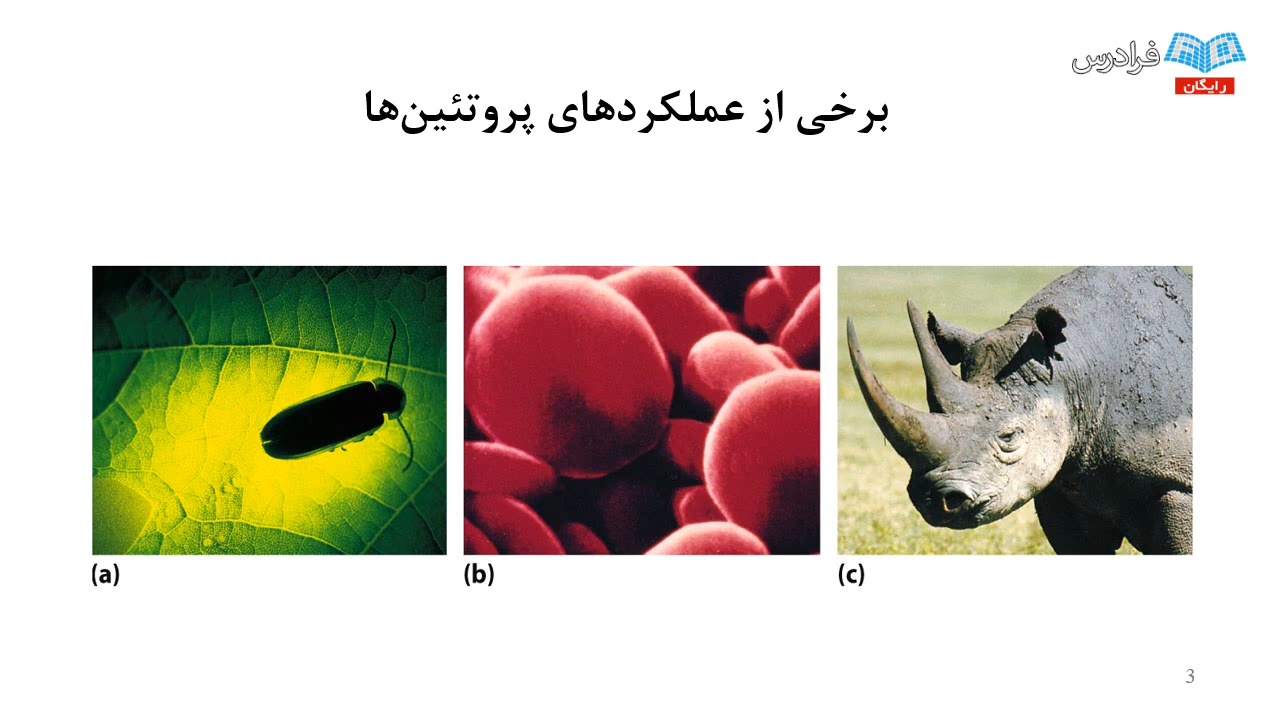 فرادرس
رایگان
برخی از عملکردهای پروتئین‌ها
(a)
(b)
(c)
3